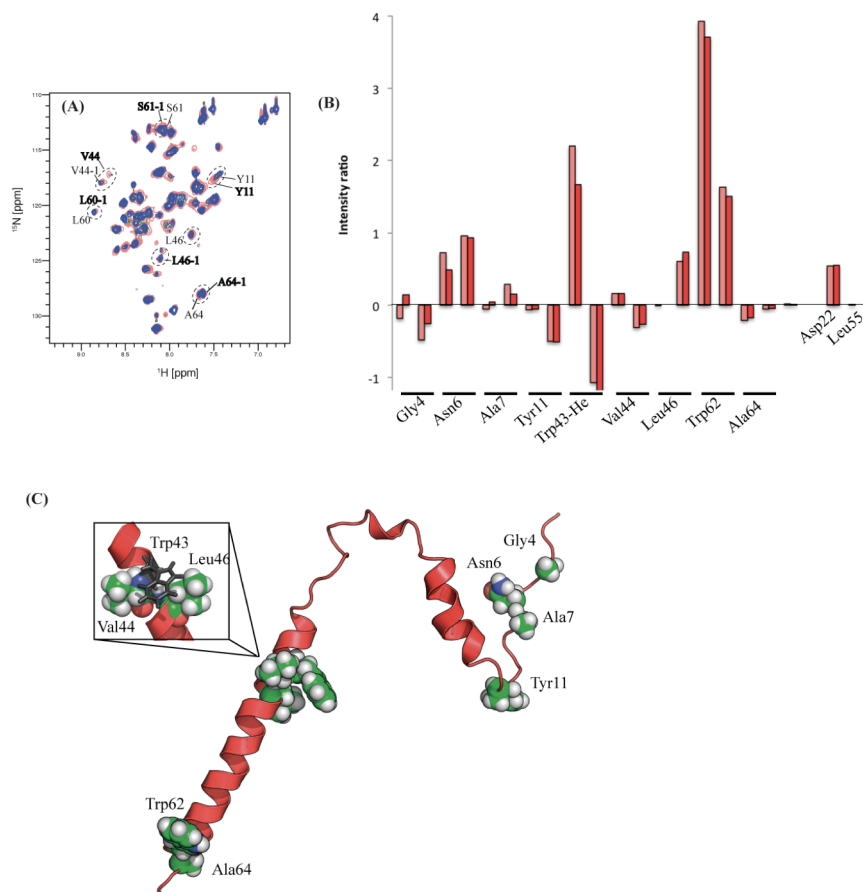 (A)
110
115
120
125
130
¹⁵N [ppm]
9.0
8.5
8.0
7.5
7.0
¹H [ppm]
S61-1 S61
V44
V44-1
L60-1
L60
Y11
Y11
L46
L46-1
A64-1
A64
(B)
4
3
2
1
0
-1
Intensity ratio
Gly4
Asn6
Ala7
Tyr11
Trp43-He
Val44
Leu46
Trp62
Ala64
Asp22
Leu55
(C)
Trp43
Leu46
Val44
Gly4
Asn6
Ala7
Tyr11
Trp62
Ala64